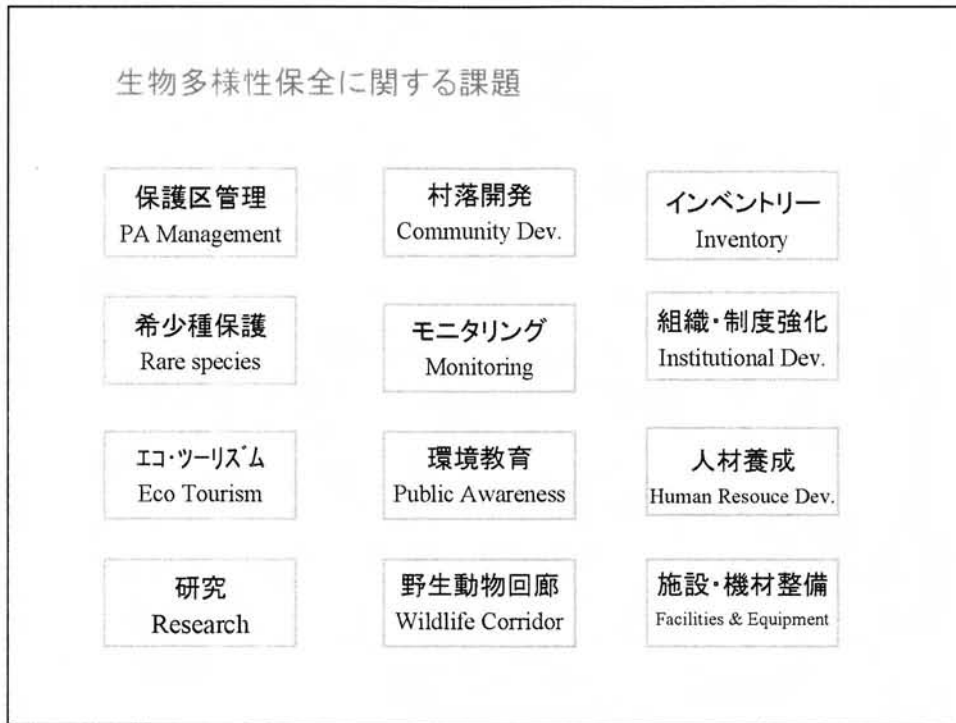 生物多様性保全に関する課題
保護区管理
PA Management
村落開発
Community Dev.
インベントリー
Inventory
希少種保護
Rare species
モニタリング
Monitoring
組織・制度強化
Institutional Dev.
エコ・ツーリズム
Eco Tourism
環境教育
Public Awareness
人材養成
Human Resouce Dev.
研究
Research
野生動物回廊
Wildlife Corridor
施設・機材整備
Facilities & Equipment